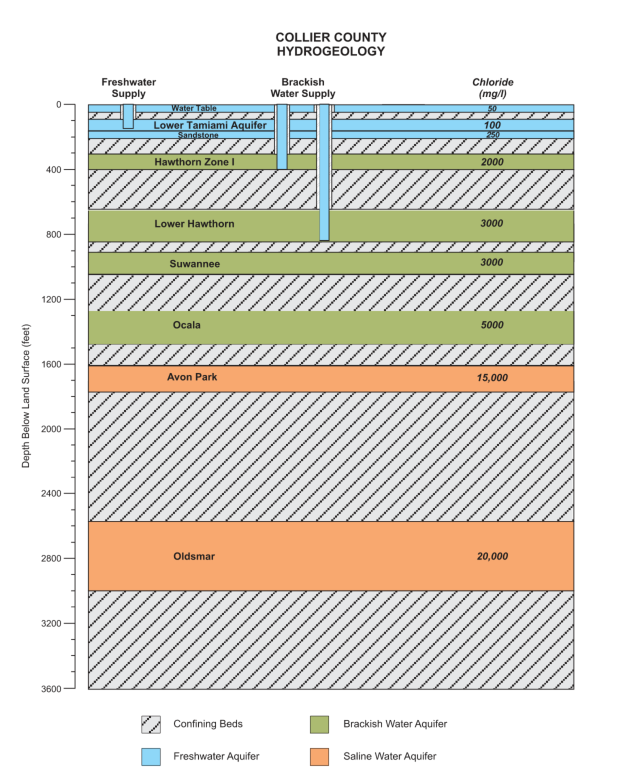 COLLIER COUNTY
HYDROGEOLOGY
Freshwater
Supply
Brackish
Water Supply
Chloride
(mg/l)
0
Water Table 50
Lower Tamiami Aquifer 100
Sandstone 250
Hawthorn Zone I 2000
400
Lower Hawthorn 3000
800
Suwannee 3000
1200
Ocala 5000
1600
Avon Park 15,000
2000
2400
Oldsmar 20,000
2800
3200
3600
Depth Below Land Surface (feet)
Confining Beds
Brackish Water Aquifer
Freshwater Aquifer
Saline Water Aquifer